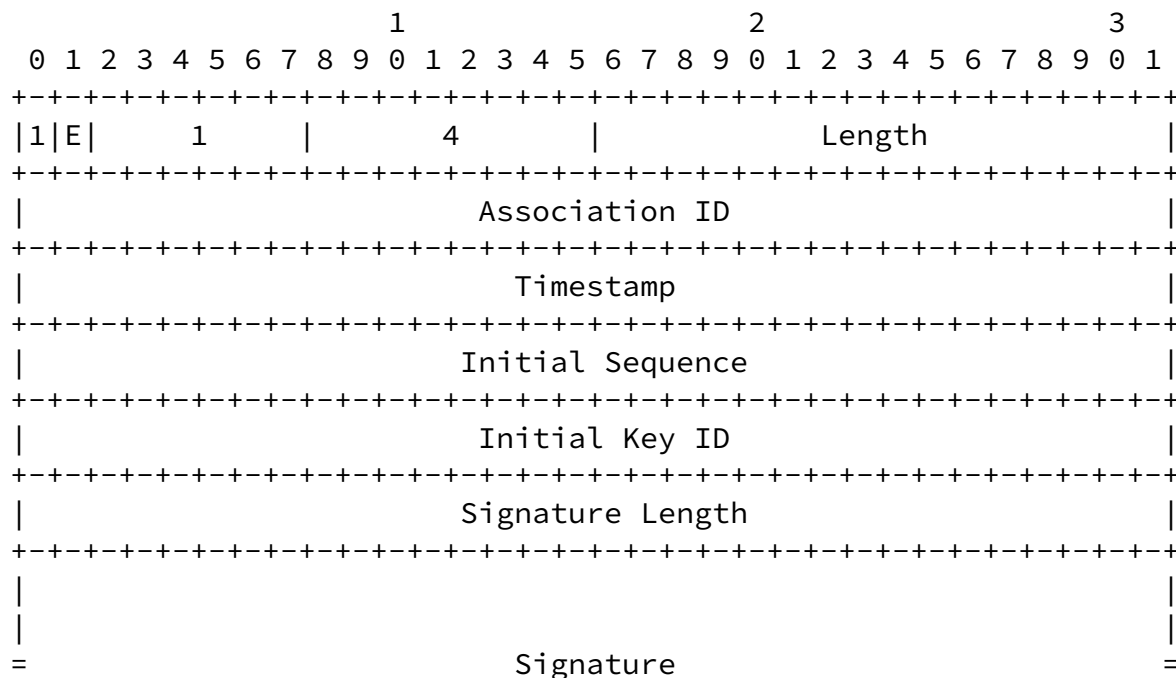 1                   2                   3
 0 1 2 3 4 5 6 7 8 9 0 1 2 3 4 5 6 7 8 9 0 1 2 3 4 5 6 7 8 9 0 1
+-+-+-+-+-+-+-+-+-+-+-+-+-+-+-+-+-+-+-+-+-+-+-+-+-+-+-+-+-+-+-+-+
|1|E|     1     |       4       |            Length             |
+-+-+-+-+-+-+-+-+-+-+-+-+-+-+-+-+-+-+-+-+-+-+-+-+-+-+-+-+-+-+-+-+
|                         Association ID                        |
+-+-+-+-+-+-+-+-+-+-+-+-+-+-+-+-+-+-+-+-+-+-+-+-+-+-+-+-+-+-+-+-+
|                           Timestamp                           |
+-+-+-+-+-+-+-+-+-+-+-+-+-+-+-+-+-+-+-+-+-+-+-+-+-+-+-+-+-+-+-+-+
|                        Initial Sequence                       |
+-+-+-+-+-+-+-+-+-+-+-+-+-+-+-+-+-+-+-+-+-+-+-+-+-+-+-+-+-+-+-+-+
|                         Initial Key ID                        |
+-+-+-+-+-+-+-+-+-+-+-+-+-+-+-+-+-+-+-+-+-+-+-+-+-+-+-+-+-+-+-+-+
|                        Signature Length                       |
+-+-+-+-+-+-+-+-+-+-+-+-+-+-+-+-+-+-+-+-+-+-+-+-+-+-+-+-+-+-+-+-+
|                                                               |
|                                                               |
=                           Signature                           =